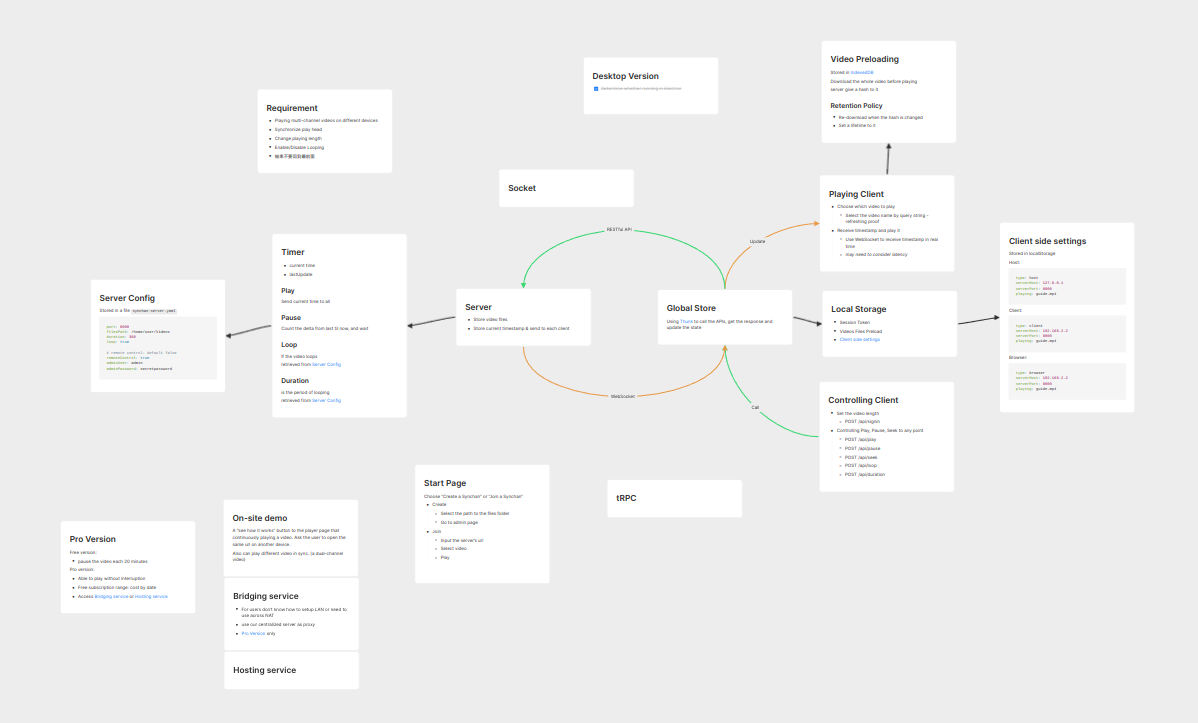 Video Preloading
Stored in IndexedDB
Download the whole video before playing
server give a hash to it
Retention Policy
Re-download when the hash is changed
Set a lifetime to it
Desktop Version
Requirement
Playing multi-channel videos on different devices
Synchronize play head
Change playing length
Enable/Disable Looping
Socket
Playing Client
Choose which video to play
Select the video name by query string -
refreshing proof
Receive timestamp and play it
Use WebSocket to receive timestamp in real
time
may need to consider latency
RESTful API
Update
Client side settings
Stored in localStorage
Host:
type: host
serverHost: 127.0.0.1
serverPort: 8080
playing: guide.mp4
Client:
type: client
serverHost: 192.168.2.2
serverPort: 8080
playing: guide.mp4
Browser:
type: browser
serverHost: 192.168.2.2
serverPort: 8080
playing: guide.mp4
Timer
current time
lastUpdate
Play
Send current time to all
Pause
Count the delta from last St now, and wait
Loop
If the video loops
retrieved from Server Config
Duration
is the period of looping
retrieved from Server Config
Server Config
Stored in a file synchan-server.yaml
port: 8080
filesPath: /home/user/Videos
duration: 300
loop: true
# remote control, default false
remoteControl: true
adminUser: admin
adminPassword: secretpassword
Server
Store video files
Store current timestamp & send to each client
Global Store
Using Thunx to call the APIs, get the response and
update the state
Local Storage
Session Token
Videos Files Preload
Client side settings
WebSocket
Call
Controlling Client
Set the video length
POST /api/signin
Controlling Play, Pause, Seek to any point
POST /api/play
POST /api/pause
POST /api/seek
POST /api/loop
POST /api/duration
Start Page
Choose "Create a Synchan" or "Join a Synchan"
Create
Select the path to the files folder
Go to admin page
Join
Input the server's url
Select video
Play
tRPC
On-site demo
A "see how it works" button to the player page that
continuously playing a video. Ask the user to open the
same url on another device.
Also can play different video in sync. (a dual-channel
video)
Pro Version
Free version:
pause the video each 20 minutes
Pro version:
Able to play without interruption
Free subscription range: cost by date
Access Bridging service or Hosting service
Bridging service
For users don't know how to setup LAN or need to
use across NAT
use our centralized server as proxy
Pro Version only
Hosting service